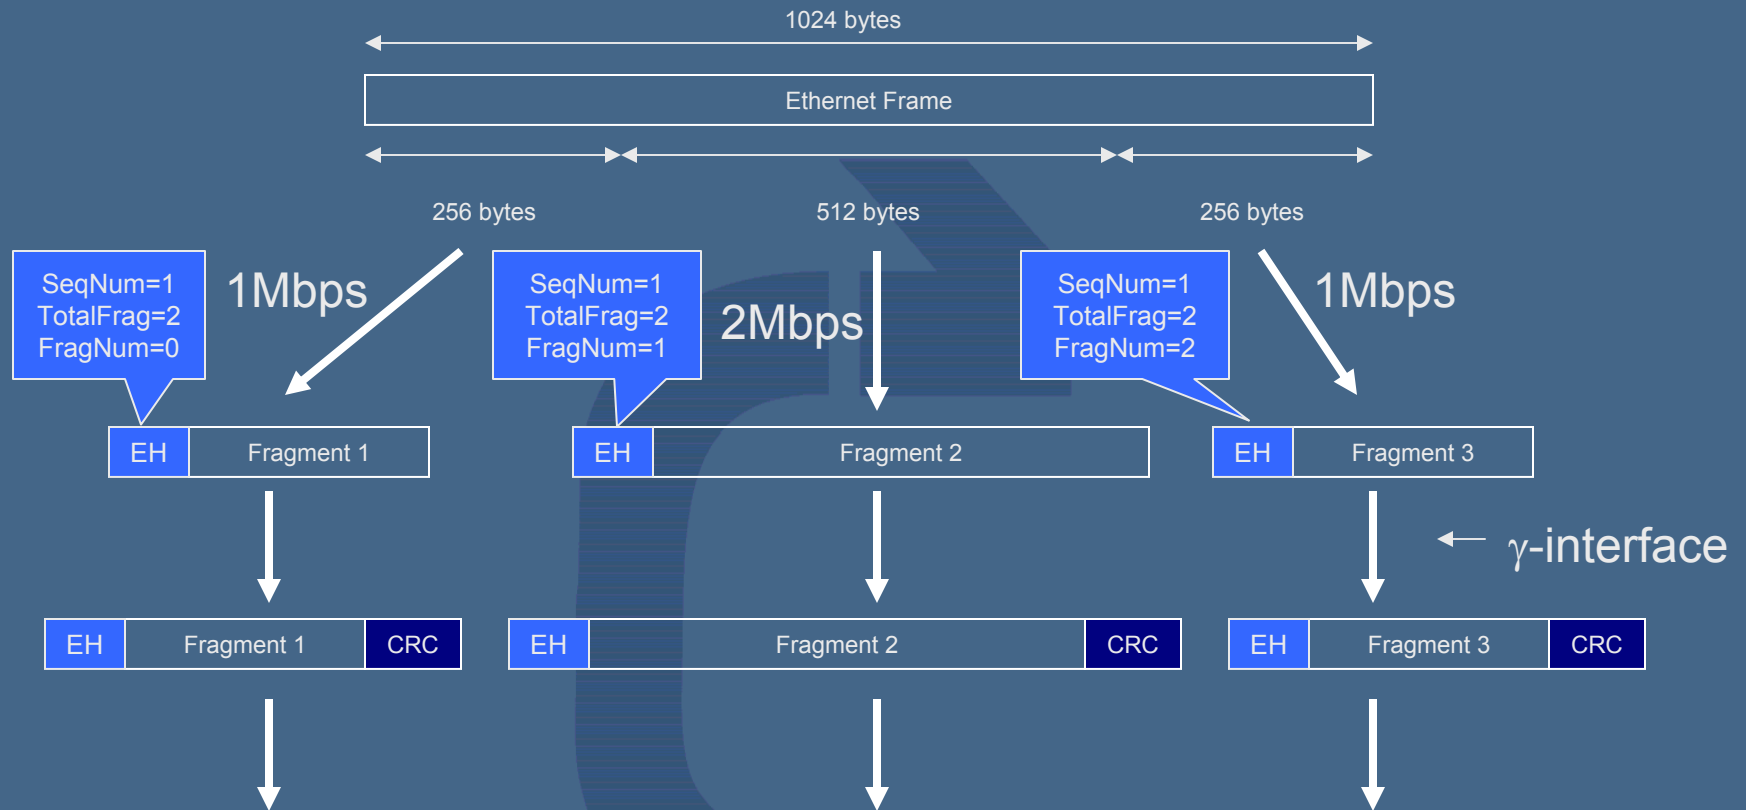 1024 bytes
Ethernet Frame
256 bytes
512 bytes
256 bytes
SeqNum=1
TotalFrag=2
FragNum=0
1Mbps
SeqNum=1
TotalFrag=2
FragNum=1
2Mbps
SeqNum=1
TotalFrag=2
FragNum=2
1Mbps
EH
Fragment 1
EH
Fragment 2
EH
Fragment 3
γ-interface
EH
Fragment 1
CRC
EH
Fragment 2
CRC
EH
Fragment 3
CRC